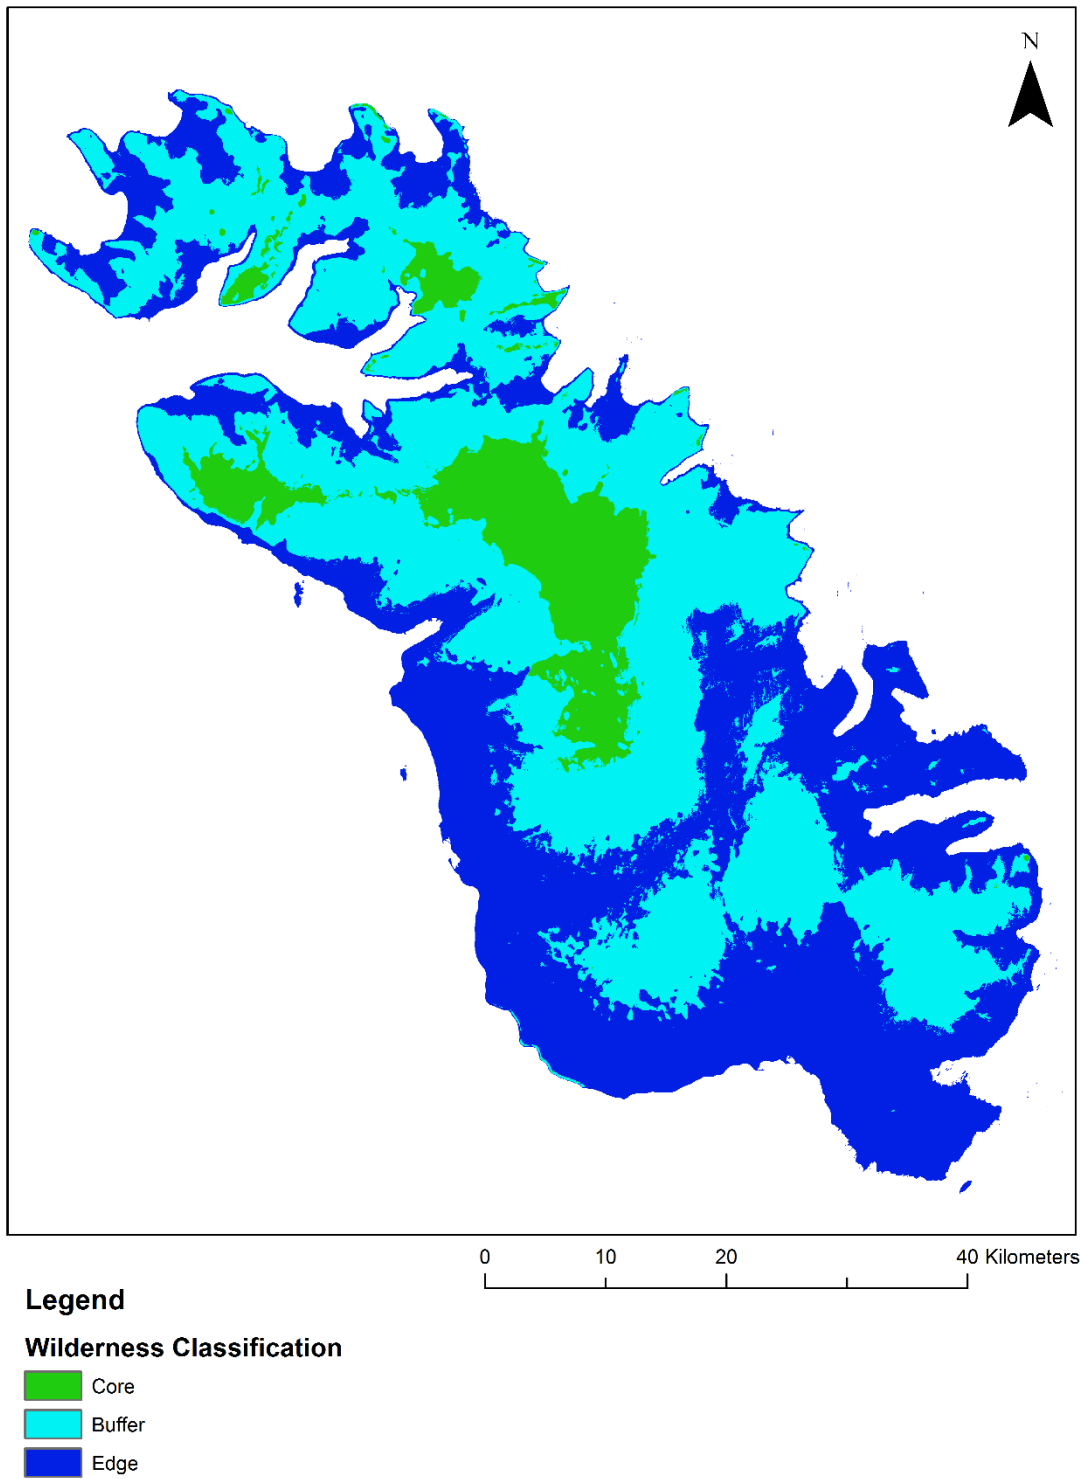 N
0 10 20 40 Kilometers
Legend
Wilderness Classification
Core
Buffer
Edge